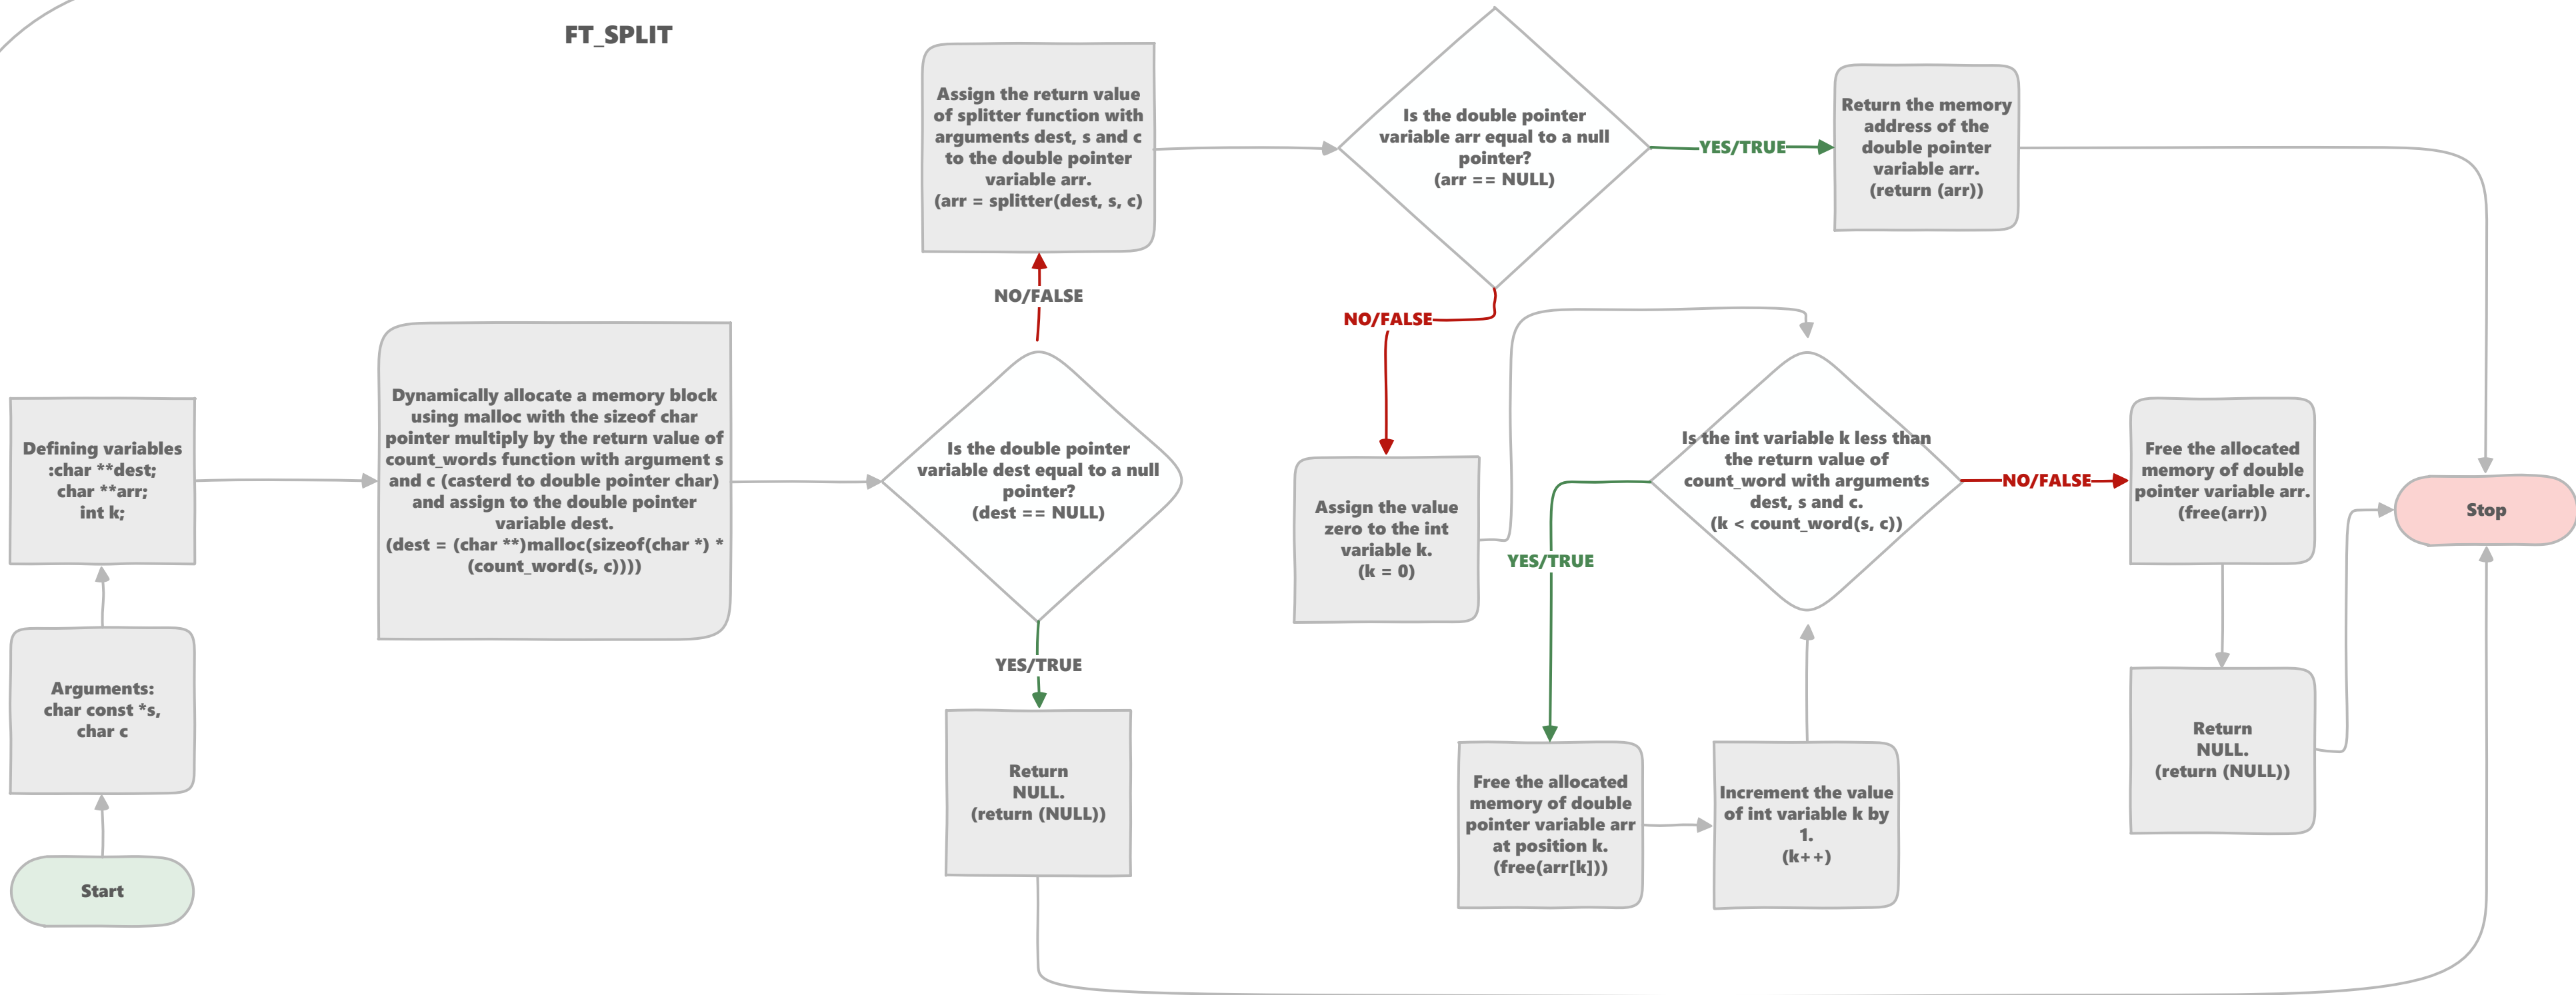 FT_SPLIT
Start
Arguments:
char const *s,
char c
Defining variables
:char **dest;
char **arr;
int k;
Dynamically allocate a memory block
using malloc with the sizeof char
pointer multiply by the return value of
count_words function with argument s
and c (casterd to double pointer char)
and assign to the double pointer
variable dest.
(dest = (char **)malloc(sizeof(char *) *
(count_word(s, c))))
Is the double pointer
variable dest equal to a null
pointer?
(dest == NULL)
YES/TRUE
Return
NULL.
(return (NULL))
NO/FALSE
Assign the return value
of splitter function with
arguments dest, s and c
to the double pointer
variable arr.
(arr = splitter(dest, s, c)
Is the double pointer
variable arr equal to a null
pointer?
(arr == NULL)
YES/TRUE
Return the memory
address of the
double pointer
variable arr.
(return (arr))
NO/FALSE
Assign the value
zero to the int
variable k.
(k = 0)
Is the int variable k less than
the return value of
count_word with arguments
dest, s and c.
(k < count_word(s, c))
YES/TRUE
Free the allocated
memory of double
pointer variable arr
at position k.
(free(arr[k]))
Increment the value
of int variable k by
1.
(k++)
NO/FALSE
Free the allocated
memory of double
pointer variable arr.
(free(arr))
Return
NULL.
(return (NULL))
Stop